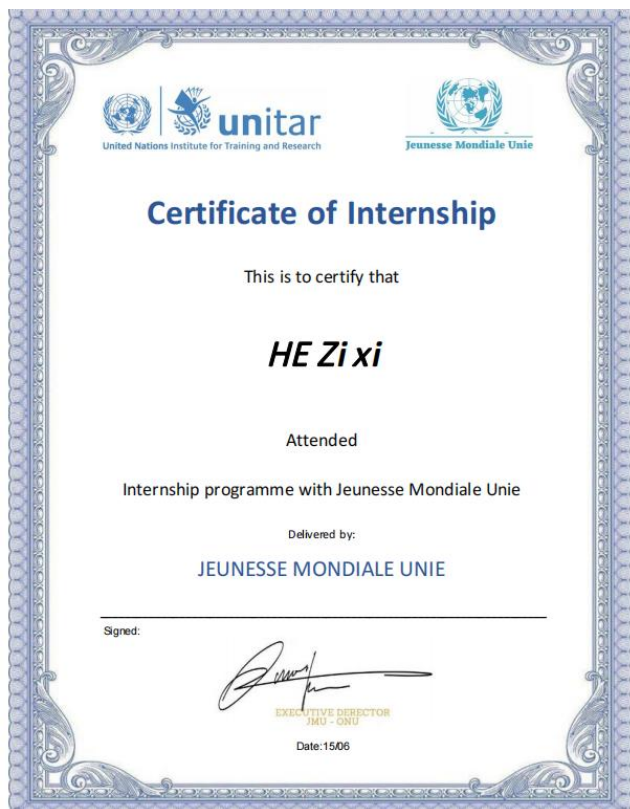 unitar
United Nations Institute for Training and Research
Jeunesse Mondiale Unie
Certificate of Internship
This is to certify that
HE Zi xi
Attended
Internship programme with Jeunesse Mondiale Unie
Delivered by:
JEUNESSE MONDIALE UNIE
Signed:
EXECUTIVE DERECTOR
JMU - ONU
Date:15/06